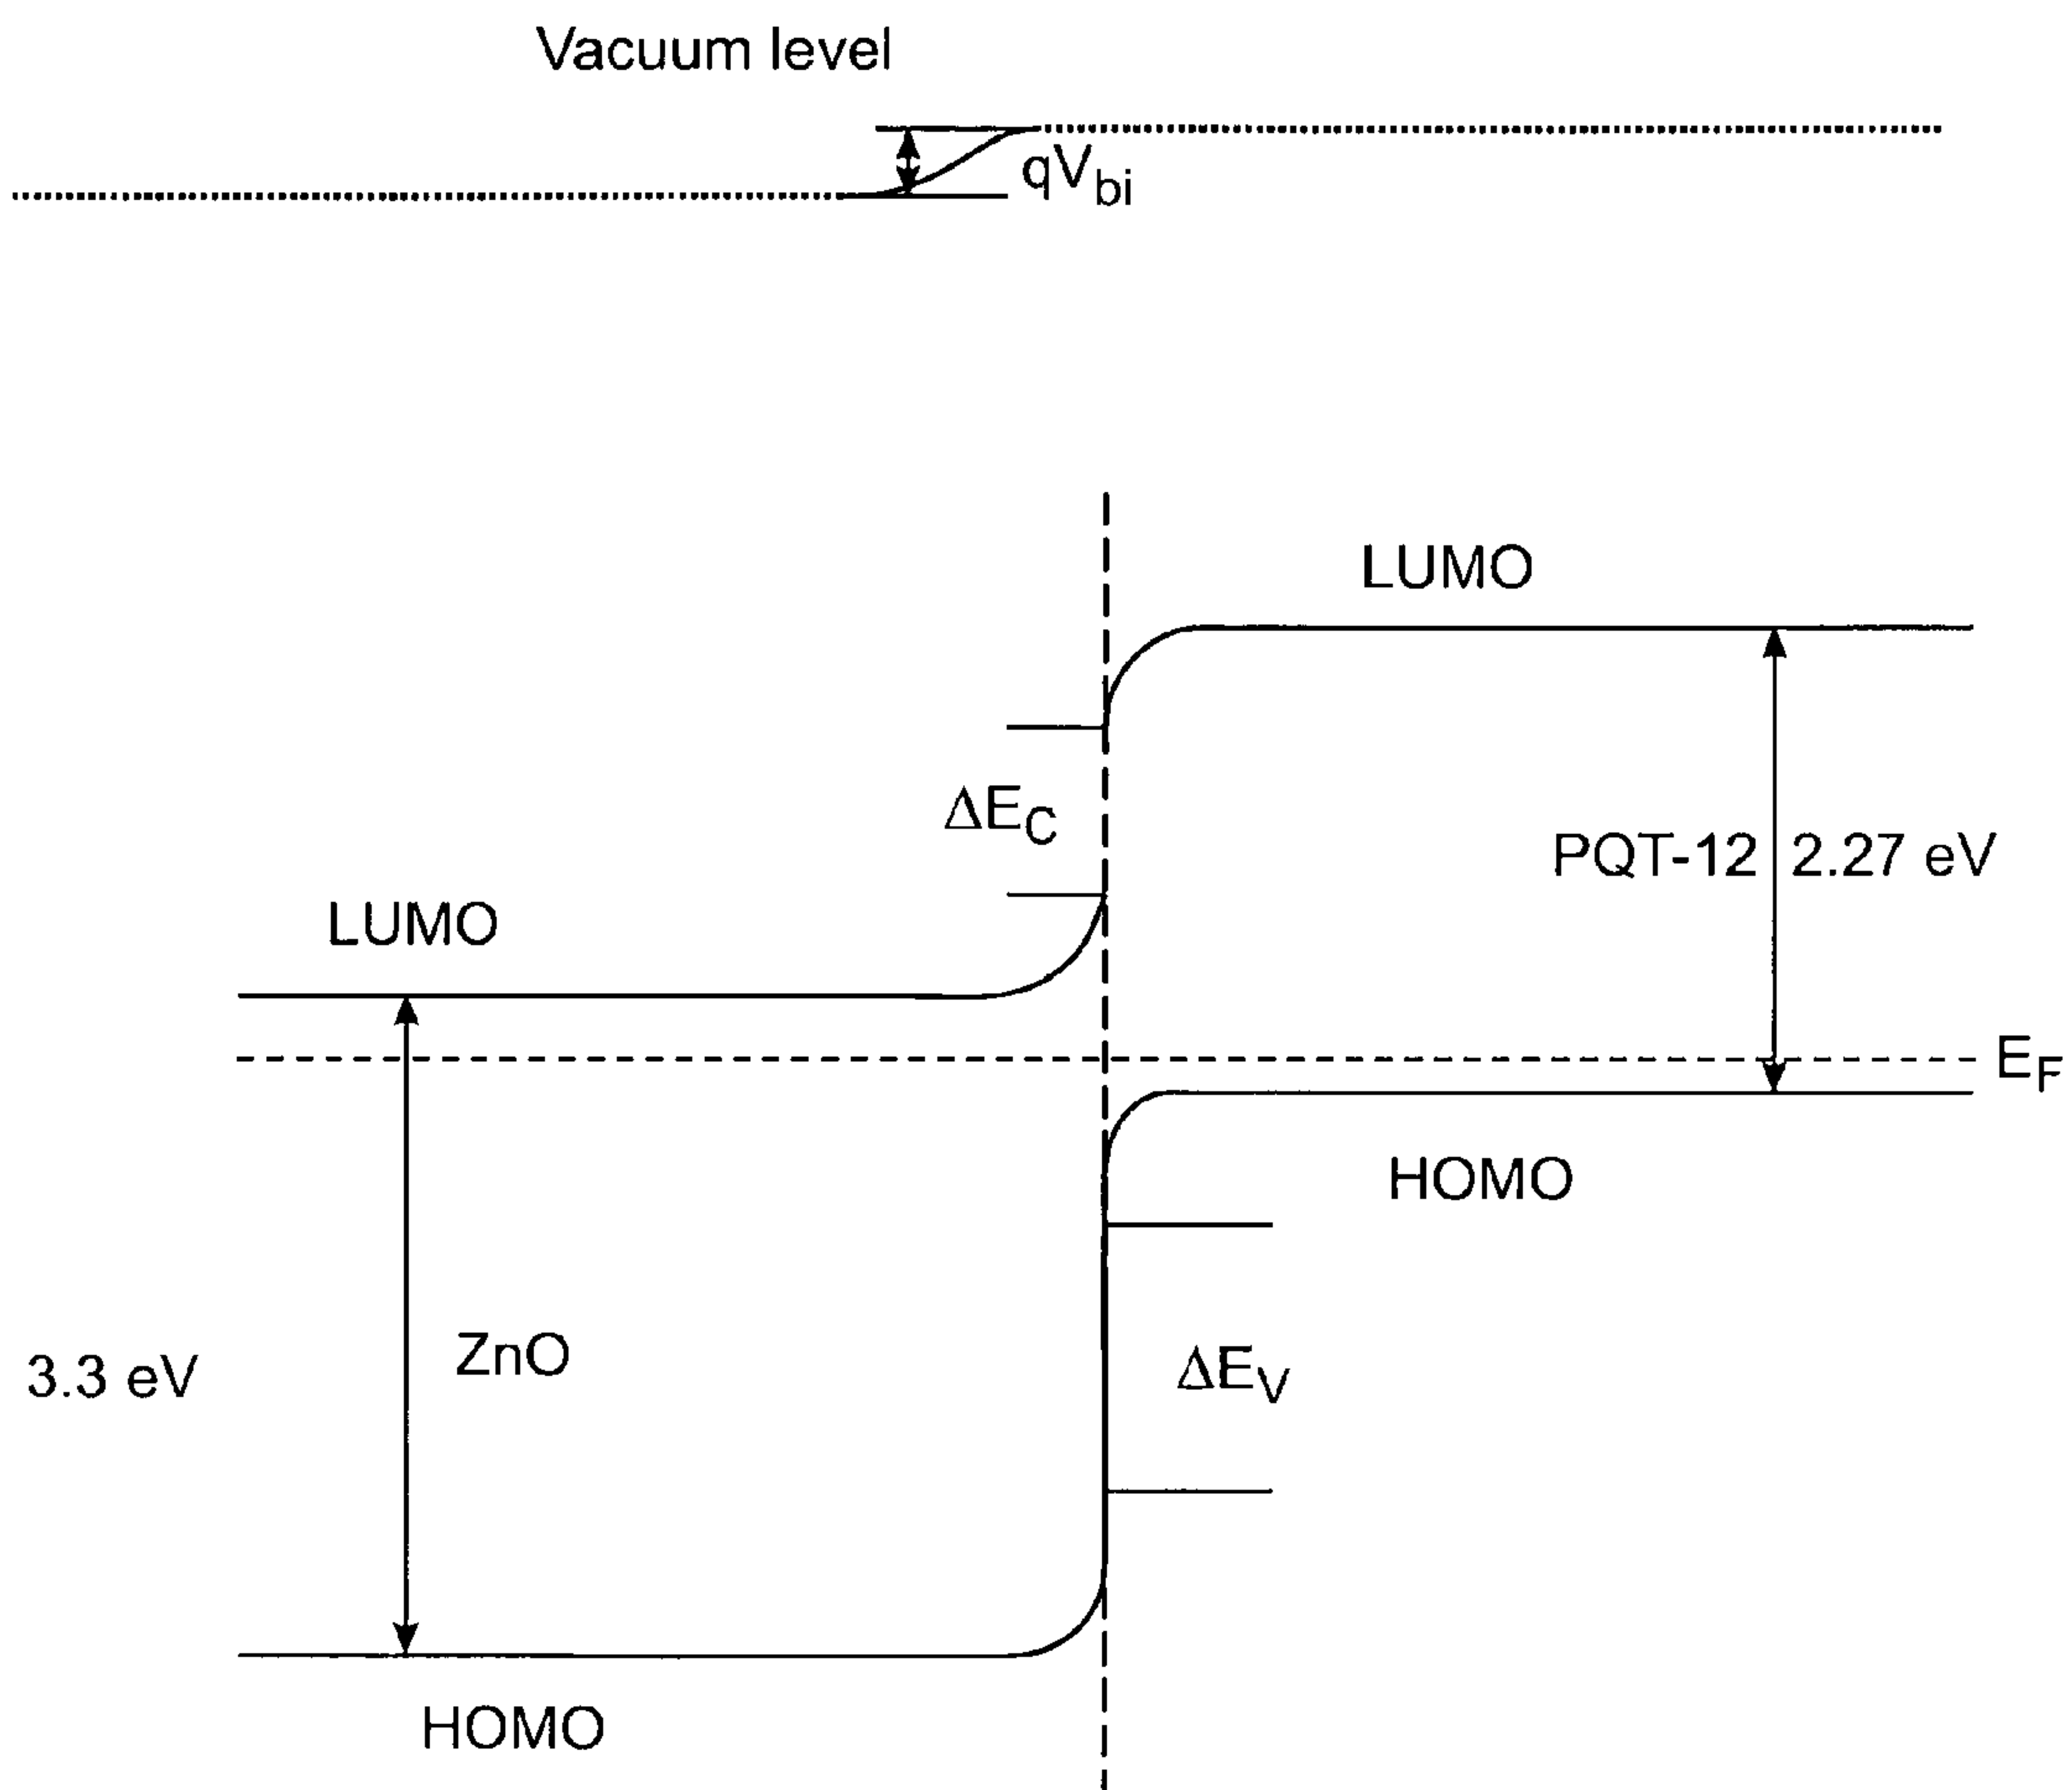 Vacuum level
qV_bi
LUMO
ΔE_C
PQT-12 2.27 eV
LUMO
E_F
HOMO
ZnO
3.3 eV
ΔE_V
HOMO